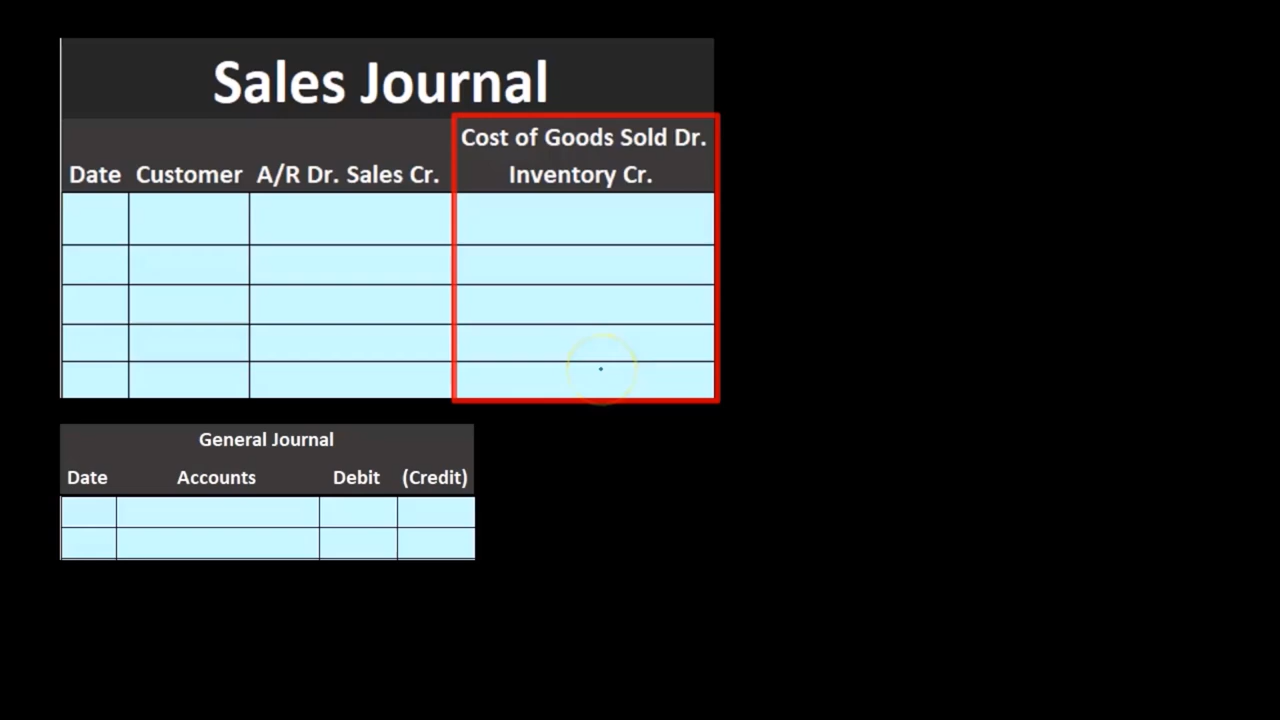 Sales Journal
Cost of Goods Sold Dr.
Date Customer A/R Dr. Sales Cr. Inventory Cr.
General Journal
Date Accounts Debit (Credit)